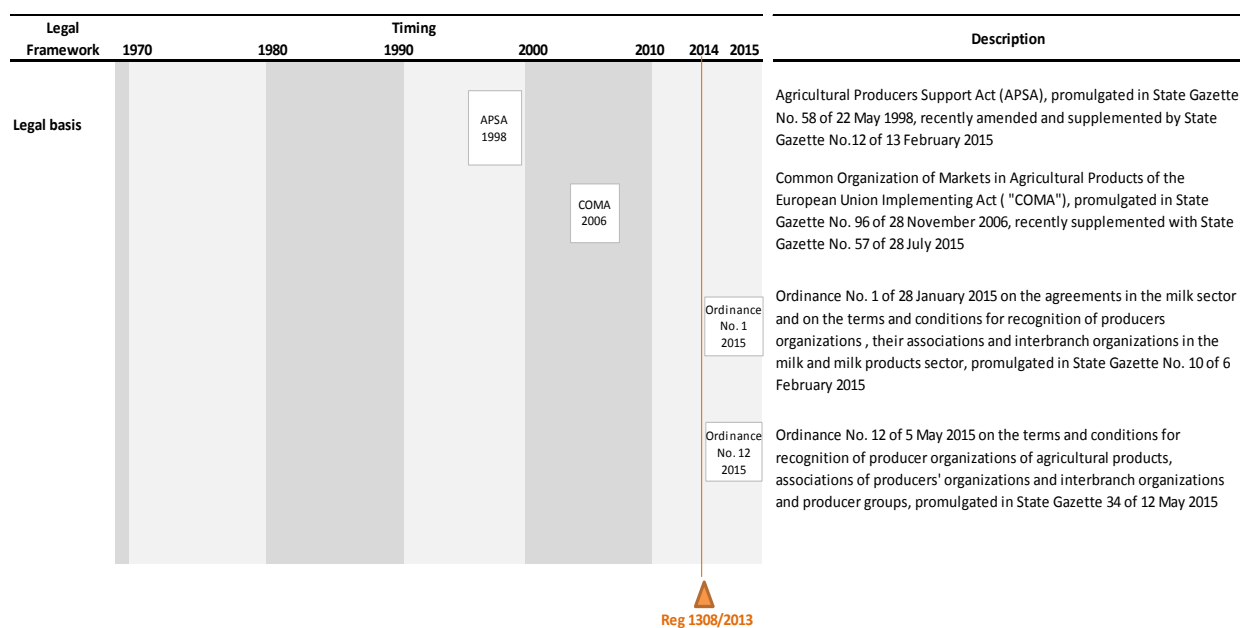 Legal
Framework
Timing
1970 1980 1990 2000 2010 2014 2015
Description
Legal basis
APSA
1998
Agricultural Producers Support Act (APSA), promulgated in State Gazette
No. 58 of 22 May 1998, recently amended and supplemented by State
Gazette No.12 of 13 February 2015
COMA
2006
Common Organization of Markets in Agricultural Products of the
European Union Implementing Act ( "COMA"), promulgated in State
Gazette No. 96 of 28 November 2006, recently supplemented with State
Gazette No. 57 of 28 July 2015
Ordinance
No. 1
2015
Ordinance No. 1 of 28 January 2015 on the agreements in the milk sector
and on the terms and conditions for recognition of producers
organizations , their associations and interbranch organizations in the
milk and milk products sector, promulgated in State Gazette No. 10 of 6
February 2015
Ordinance
No. 12
2015
Ordinance No. 12 of 5 May 2015 on the terms and conditions for
recognition of producer organizations of agricultural products,
associations of producers' organizations and interbranch organizations
and producer groups, promulgated in State Gazette 34 of 12 May 2015
Reg 1308/2013